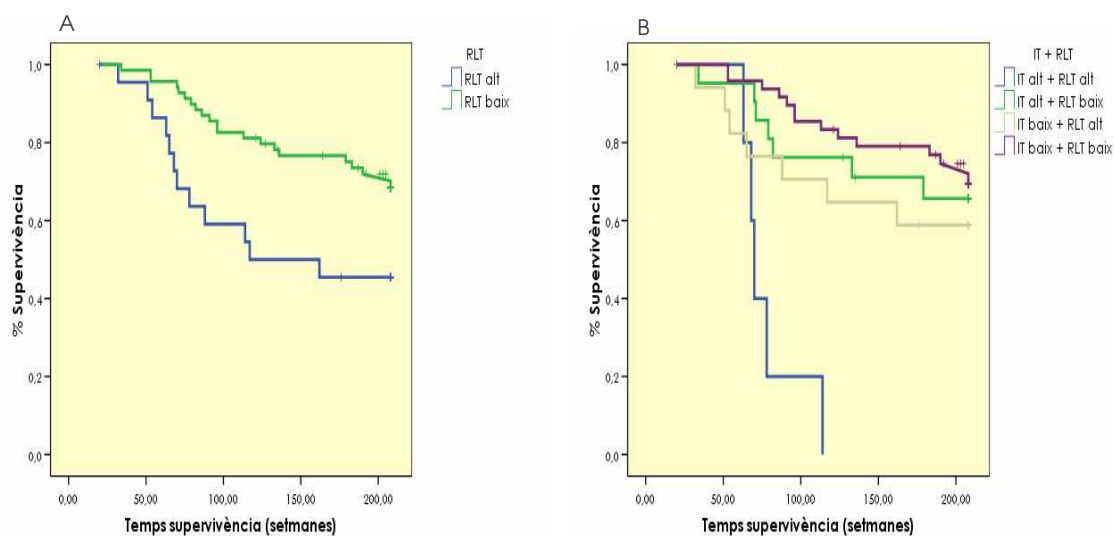 A
RLT
RLT alt
RLT baix
% Supervivència
1,0
0,8
0,6
0,4
0,2
0,0
0,00 50,00 100,00 150,00 200,00
Temps supervivència (setmanes)
B
IT + RLT
IT alt + RLT alt
IT alt + RLT baix
IT baix + RLT alt
IT baix + RLT baix
% Supervivència
1,0
0,8
0,6
0,4
0,2
0,0
0,00 50,00 100,00 150,00 200,00
Temps supervivència (setmanes)